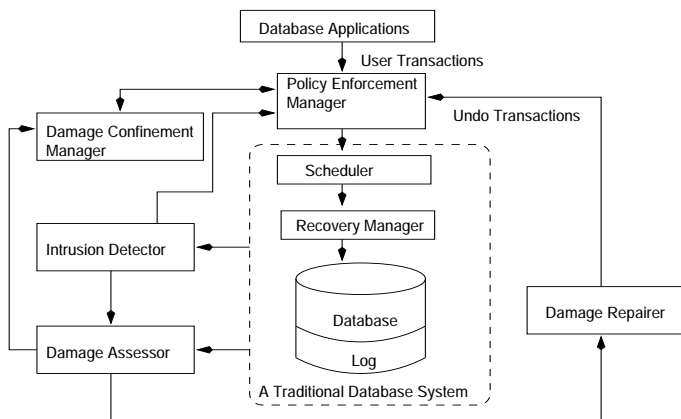 Database Applications
User Transactions
Policy Enforcement
Manager
Undo Transactions
Damage Confinement
Manager
Scheduler
Recovery Manager
Intrusion Detector
Database
Damage Repairer
Damage Assessor
Log
A Traditional Database System